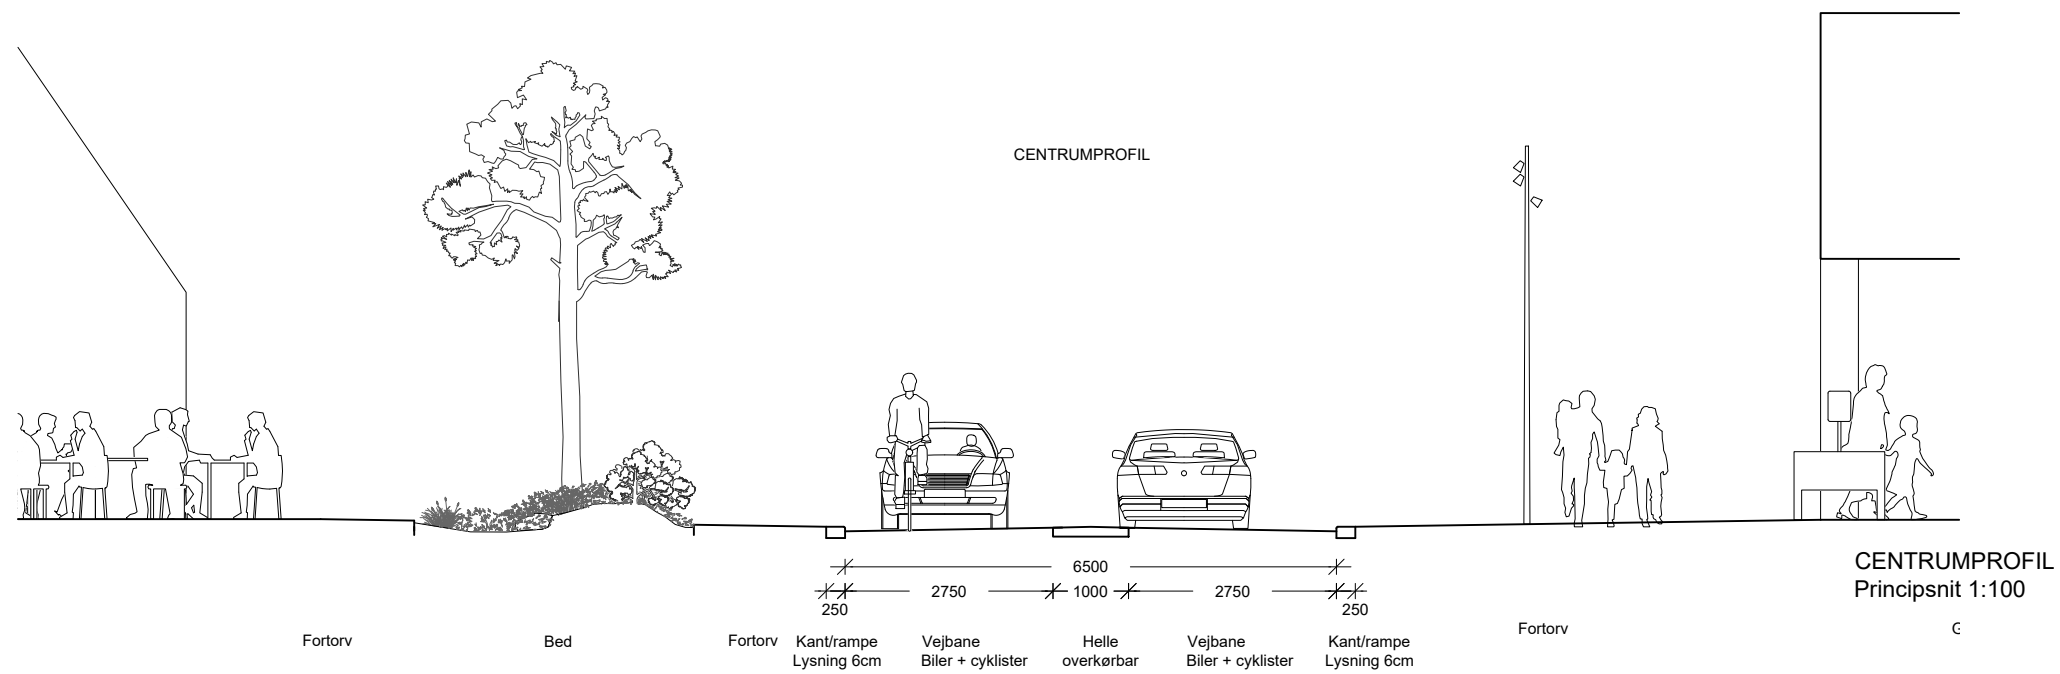 CENTRUMPROFIL
CENTRUMPROFIL
Principsnit 1:100
6500
2750
1000
2750
250
250
Fortorv
Bed
Fortorv
Kant/rampe
Lysning 6cm
Vejbane
Biler + cyklister
Helle
overkørbar
Vejbane
Biler + cyklister
Kant/rampe
Lysning 6cm
Fortorv